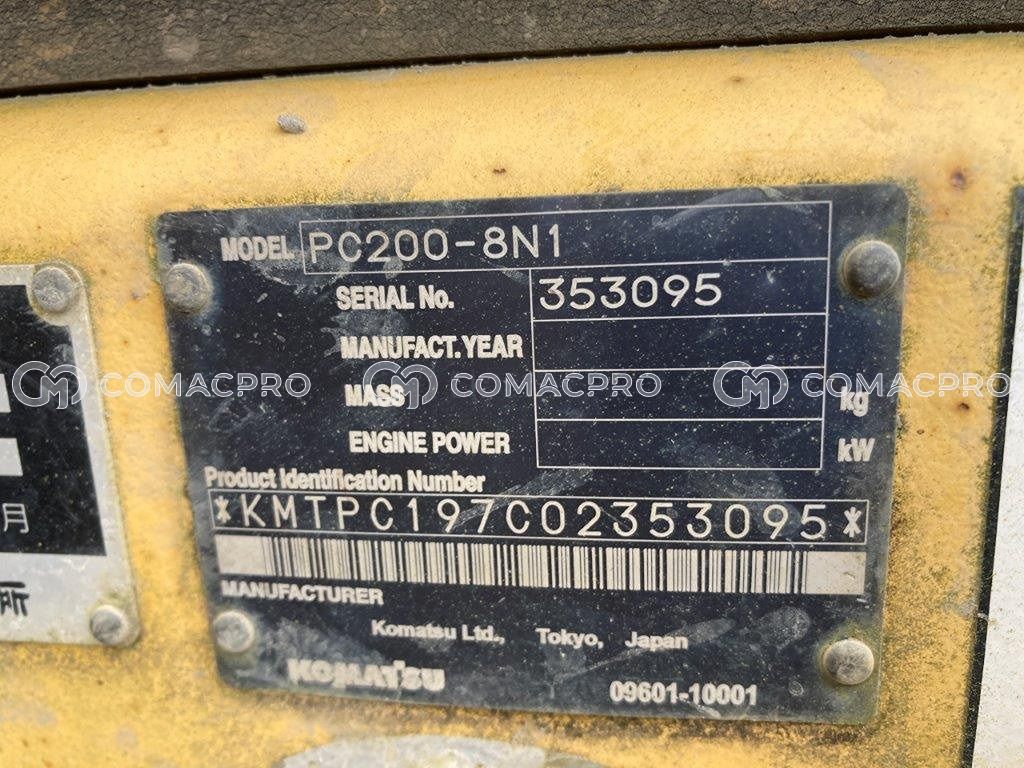 MODEL PC200-8N1
SERIAL No. 353095
MANUFACT.YEAR
COMACPRO COMACPRO COMACPRO
MASS kg
ENGINE POWER kW
Product Identification Number
*KMTPC197C02353095*
月
MANUFACTURER
所
Komatsu Ltd., Tokyo, Japan
KOMATSU 09601-10001